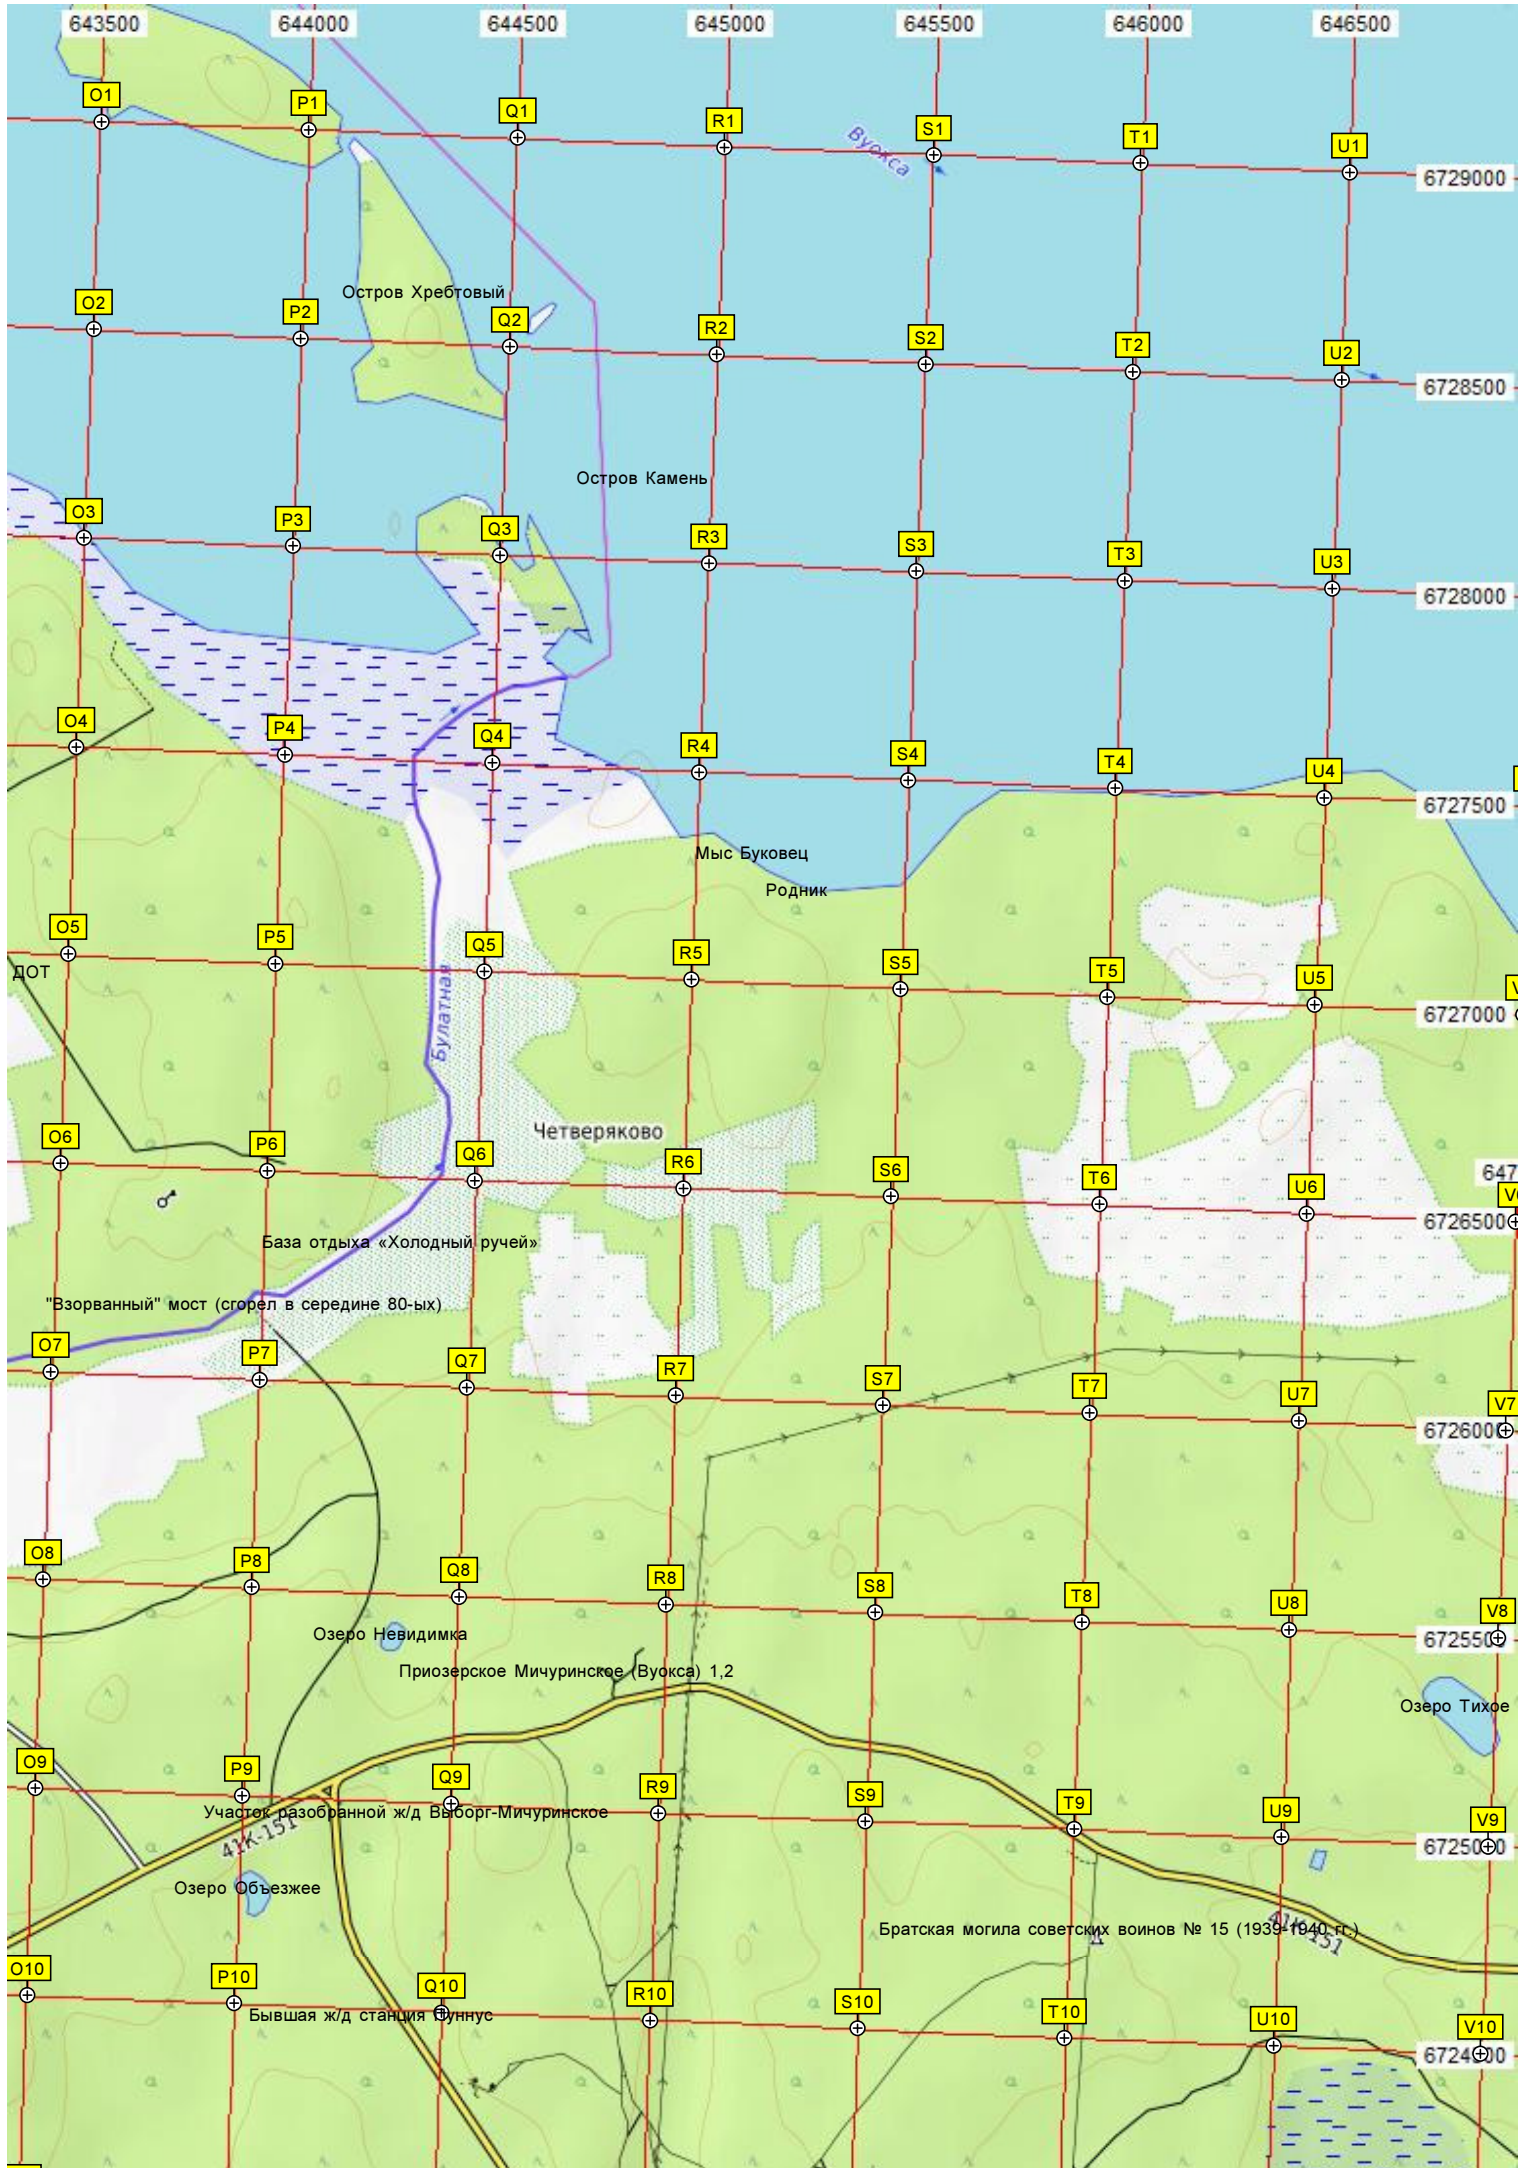 643500 644000 644500 645000 645500 646000 646500
O1 P1 Q1 R1 S1 T1 U1
Вуокса
6729000
Остров Хребтовый
O2 P2 Q2 R2 S2 T2 U2
6728500
Остров Камень
O3 P3 Q3 R3 S3 T3 U3
6728000
O4 P4 Q4 R4 S4 T4 U4
6727500
Мыс Буковец
Родник
O5 P5 Q5 R5 S5 T5 U5
ДОТ
Булатная
6727000
Четверяково
O6 P6 Q6 R6 S6 T6 U6
647
6726500
База отдыха «Холодный ручей»
"Взорванный" мост (сгорел в середине 80-ых)
O7 P7 Q7 R7 S7 T7 U7 V7
6726000
O8 P8 Q8 R8 S8 T8 U8 V8
Озеро Невидимка
6725500
Приозерское Мичуринское (Вуокса) 1,2
Озеро Тихое
O9 P9 Q9 R9 S9 T9 U9 V9
Участок разобранной ж/д Выборг-Мичуринское
41К-151
6725000
Озеро Объезжее
Братская могила советских воинов № 15 (1939-1940 гг.)
41К-151
O10 P10 Q10 R10 S10 T10 U10 V10
Бывшая ж/д станция Пуннус
6724500